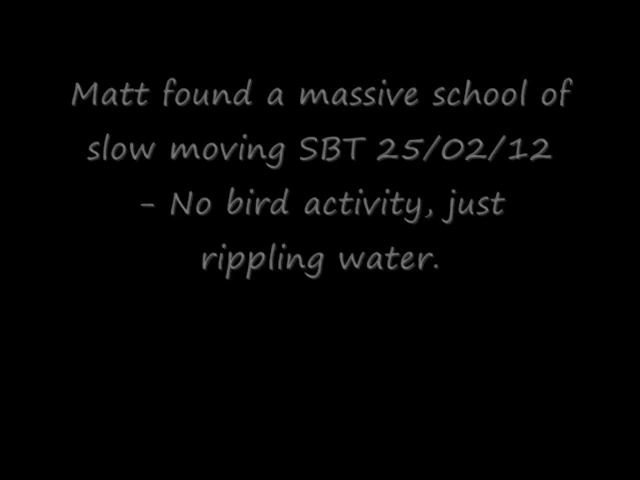 Matt found a massive school of
slow moving SBT 25/02/12
- No bird activity, just
rippling water.